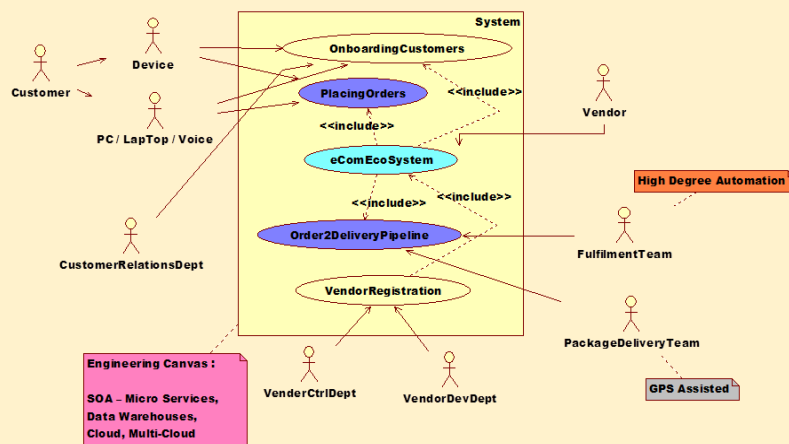 System
OnboardingCustomers
Device
Customer
PlacingOrders
<<include>>
Vendor
PC / LapTop / Voice
<<include>>
eComEcoSystem
High Degree Automation
<<include>>
<<include>>
Order2DeliveryPipeline
CustomerRelationsDept
FulfilmentTeam
VendorRegistration
PackageDeliveryTeam
Engineering Canvas :
SOA – Micro Services,
Data Warehouses,
Cloud, Multi-Cloud
VenderCtrlDept
VendorDevDept
GPS Assisted